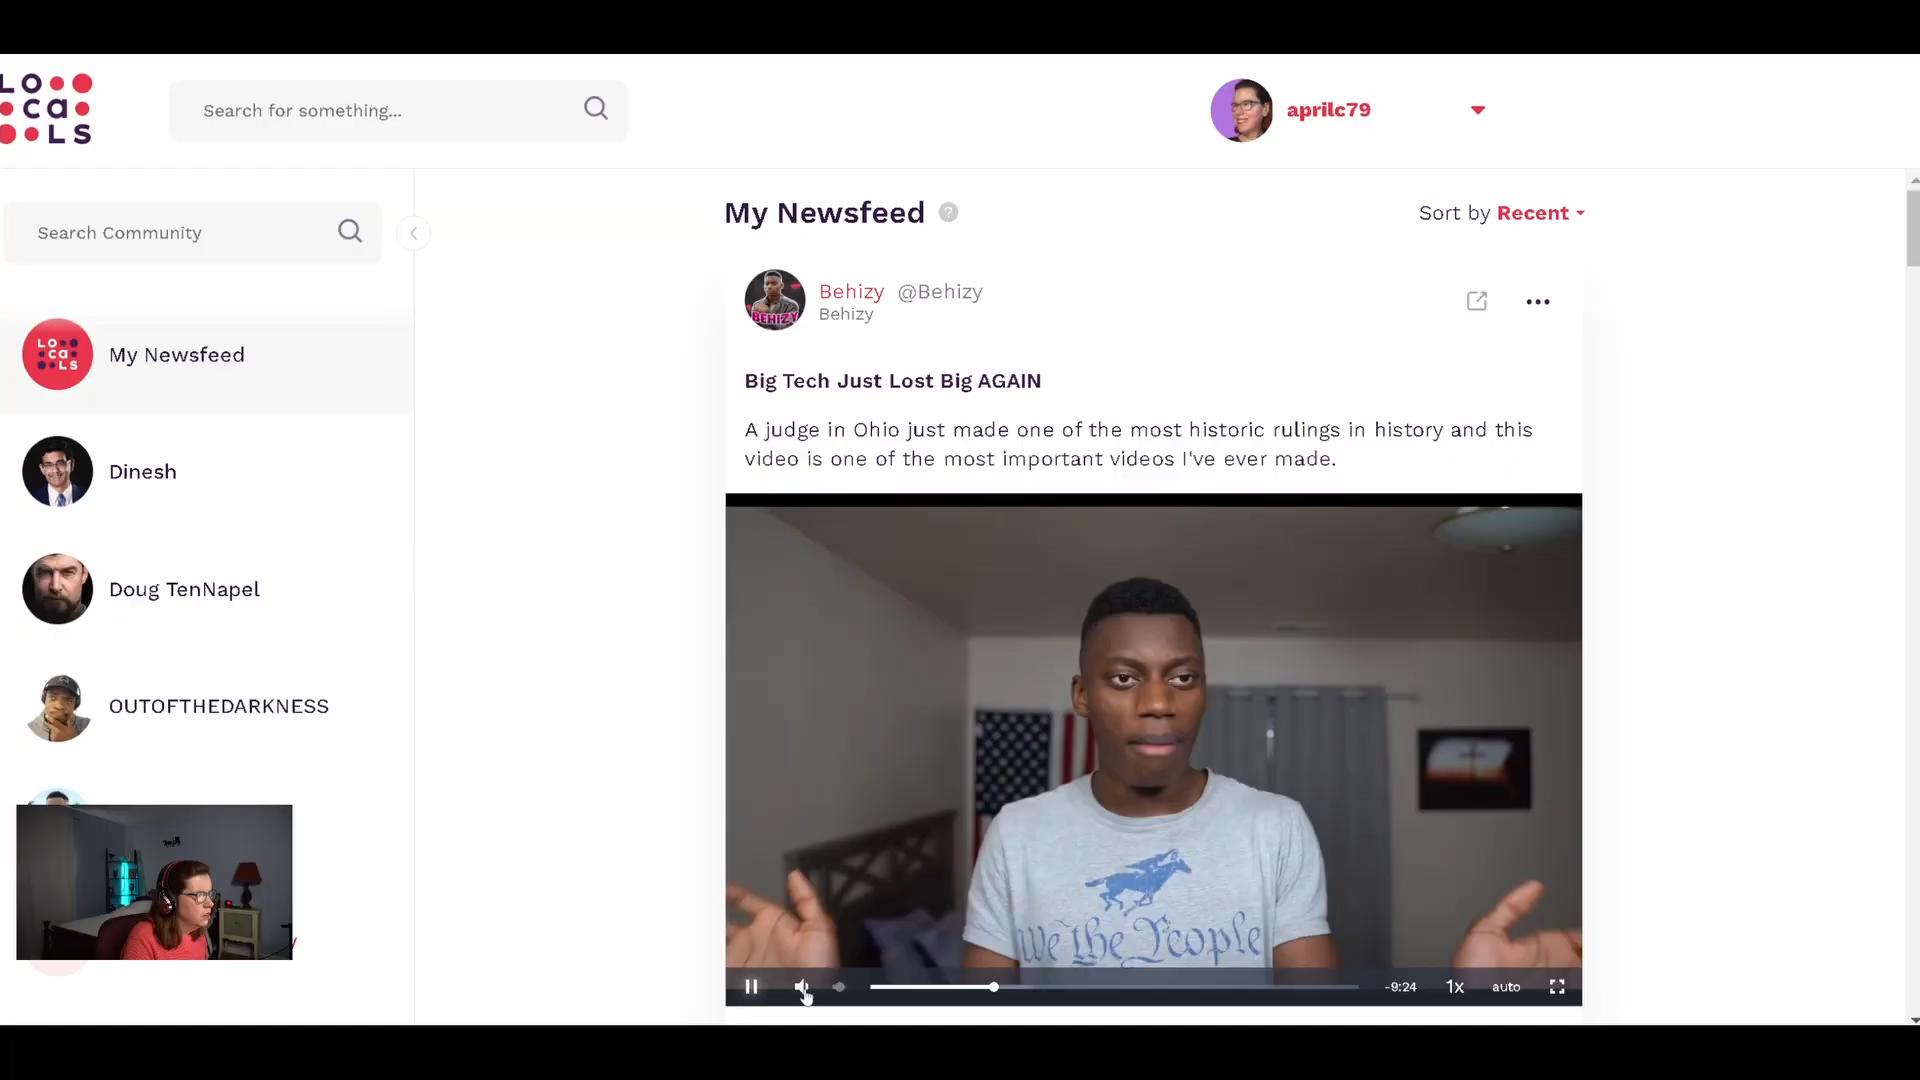 LO
ca
LS
Search for something...
aprilc79
Search Community
My Newsfeed
?
Sort by Recent
LO
ca
LS
My Newsfeed
Dinesh
Doug TenNapel
OUTOFTHEDARKNESS
Behizy @Behizy
Behizy
BEHIZY
Big Tech Just Lost Big AGAIN
A judge in Ohio just made one of the most historic rulings in history and this
video is one of the most important videos I've ever made.
We the People
-9:24
1x
auto